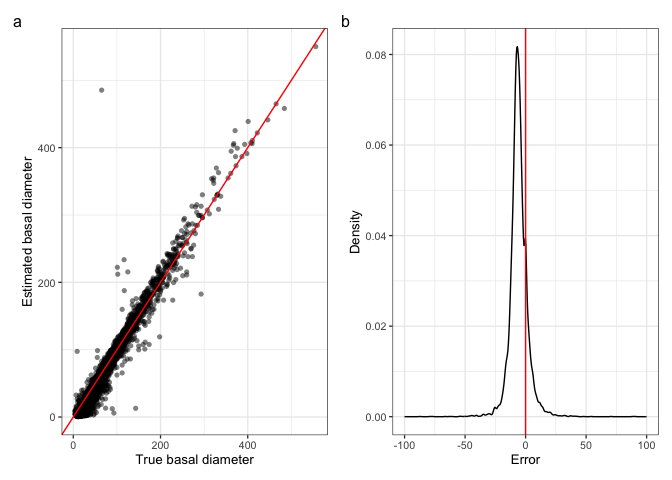 a
Estimated basal diameter
400
200
0
0 200 400
True basal diameter
b
Density
0.08
0.06
0.04
0.02
0.00
-100 -50 0 50 100
Error